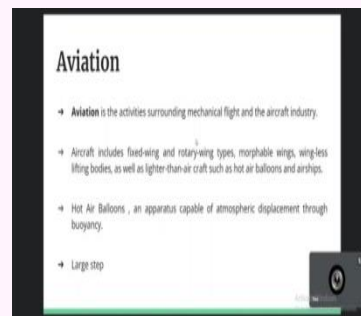 Aviation
→ Aviation is the activities surrounding mechanical flight and the aircraft industry.
→ Aircraft includes fixed-wing and rotary-wing types, morphable wings, wing-less
lifting bodies, as well as lighter-than-air craft such as hot air balloons and airships.
→ Hot Air Balloons , an apparatus capable of atmospheric displacement through
buoyancy.
→ Large step